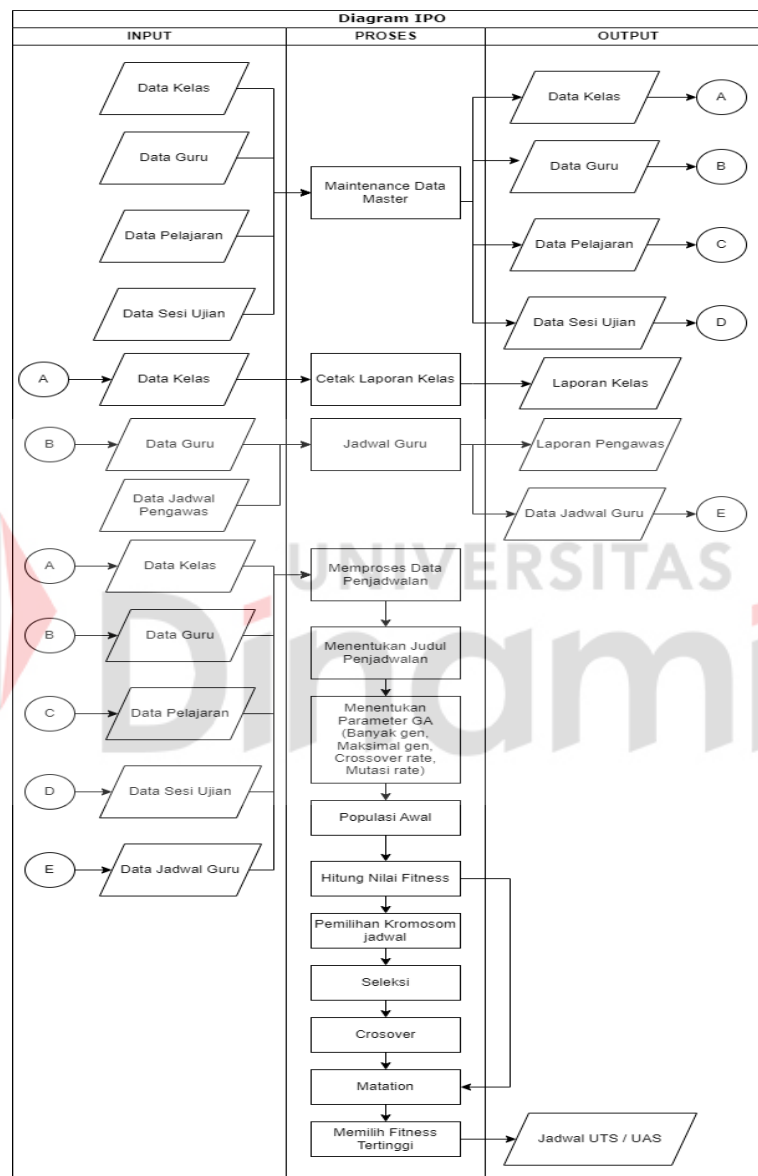 Diagram IPO
INPUT
PROSES
OUTPUT
Data Kelas
Data Guru
Data Pelajaran
Data Sesi Ujian
Maintenance Data
Master
Data Kelas
A
Data Guru
B
Data Pelajaran
C
Data Sesi Ujian
D
A
Data Kelas
Cetak Laporan Kelas
Laporan Kelas
B
Data Guru
Data Jadwal
Pengawas
Jadwal Guru
Laporan Pengawas
Data Jadwal Guru
E
A
Data Kelas
B
Data Guru
C
Data Pelajaran
D
Data Sesi Ujian
E
Data Jadwal Guru
Memproses Data
Penjadwalan
Menentukan Judul
Penjadwalan
Menentukan
Parameter GA
(Banyak gen,
Maksimal gen,
Crossover rate,
Mutasi rate)
Populasi Awal
Hitung Nilai Fitness
Pemilihan Kromosom
jadwal
Seleksi
Crosover
Matation
Memilih Fitness
Tertinggi
Jadwal UTS / UAS
UNIVERSITAS
Dinami